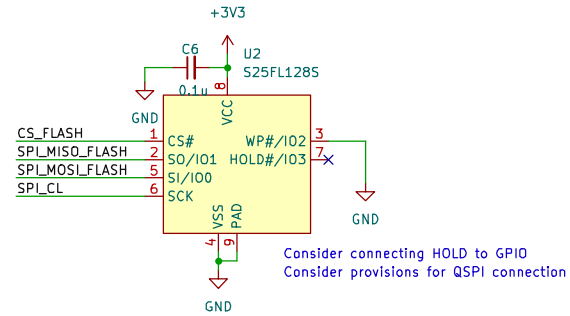 +3V3
C6
U2
S25FL128S
0.1u
8
VCC
GND
CS_FLASH
1
CS#
WP#/IO2
3
SPI_MISO_FLASH
2
SO/IO1
HOLD#/IO3
7
SPI_MOSI_FLASH
5
SI/IO0
SPI_CL
6
SCK
VSS
PAD
4
9
GND
Consider connecting HOLD to GPIO
Consider provisions for QSPI connection
GND